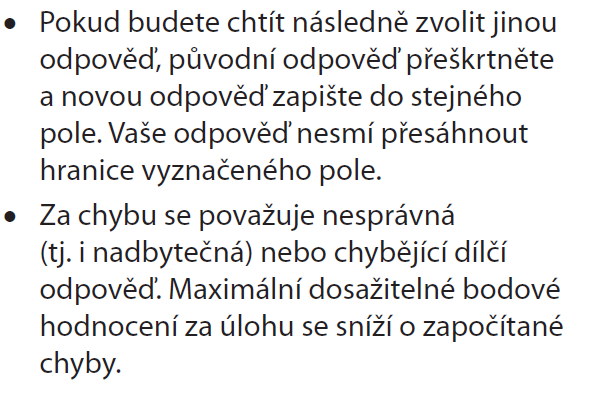 • Pokud budete chtít následně zvolit jinou
odpověď, původní odpověď přeškrtněte
a novou odpověď zapište do stejného
pole. Vaše odpověď nesmí přesáhnout
hranice vyznačeného pole.
• Za chybu se považuje nesprávná
(tj. i nadbytečná) nebo chybějící dílčí
odpověď. Maximální dosažitelné bodové
hodnocení za úlohu se sníží o započítané
chyby.